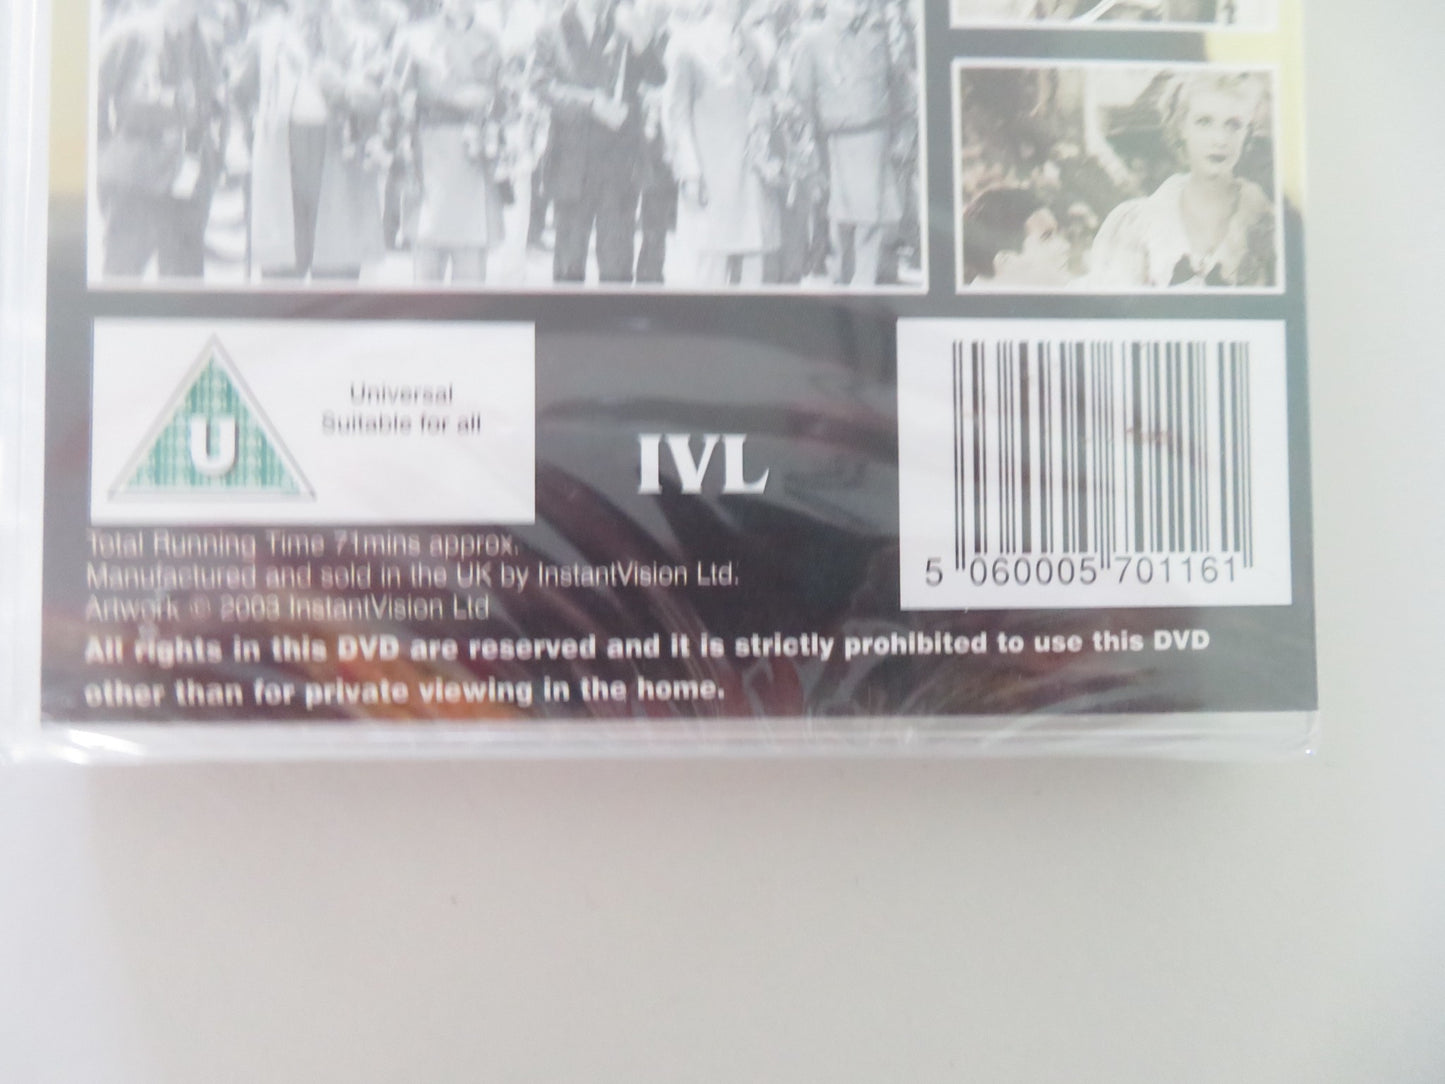 U
Universal
Suitable for all
IVL
5 060005 701161
Total Running Time 71mins approx.
Manufactured and sold in the UK by InstantVision Ltd.
Artwork © 2003 InstantVision Ltd
All rights in this DVD are reserved and it is strictly prohibited to use this DVD
other than for private viewing in the home.